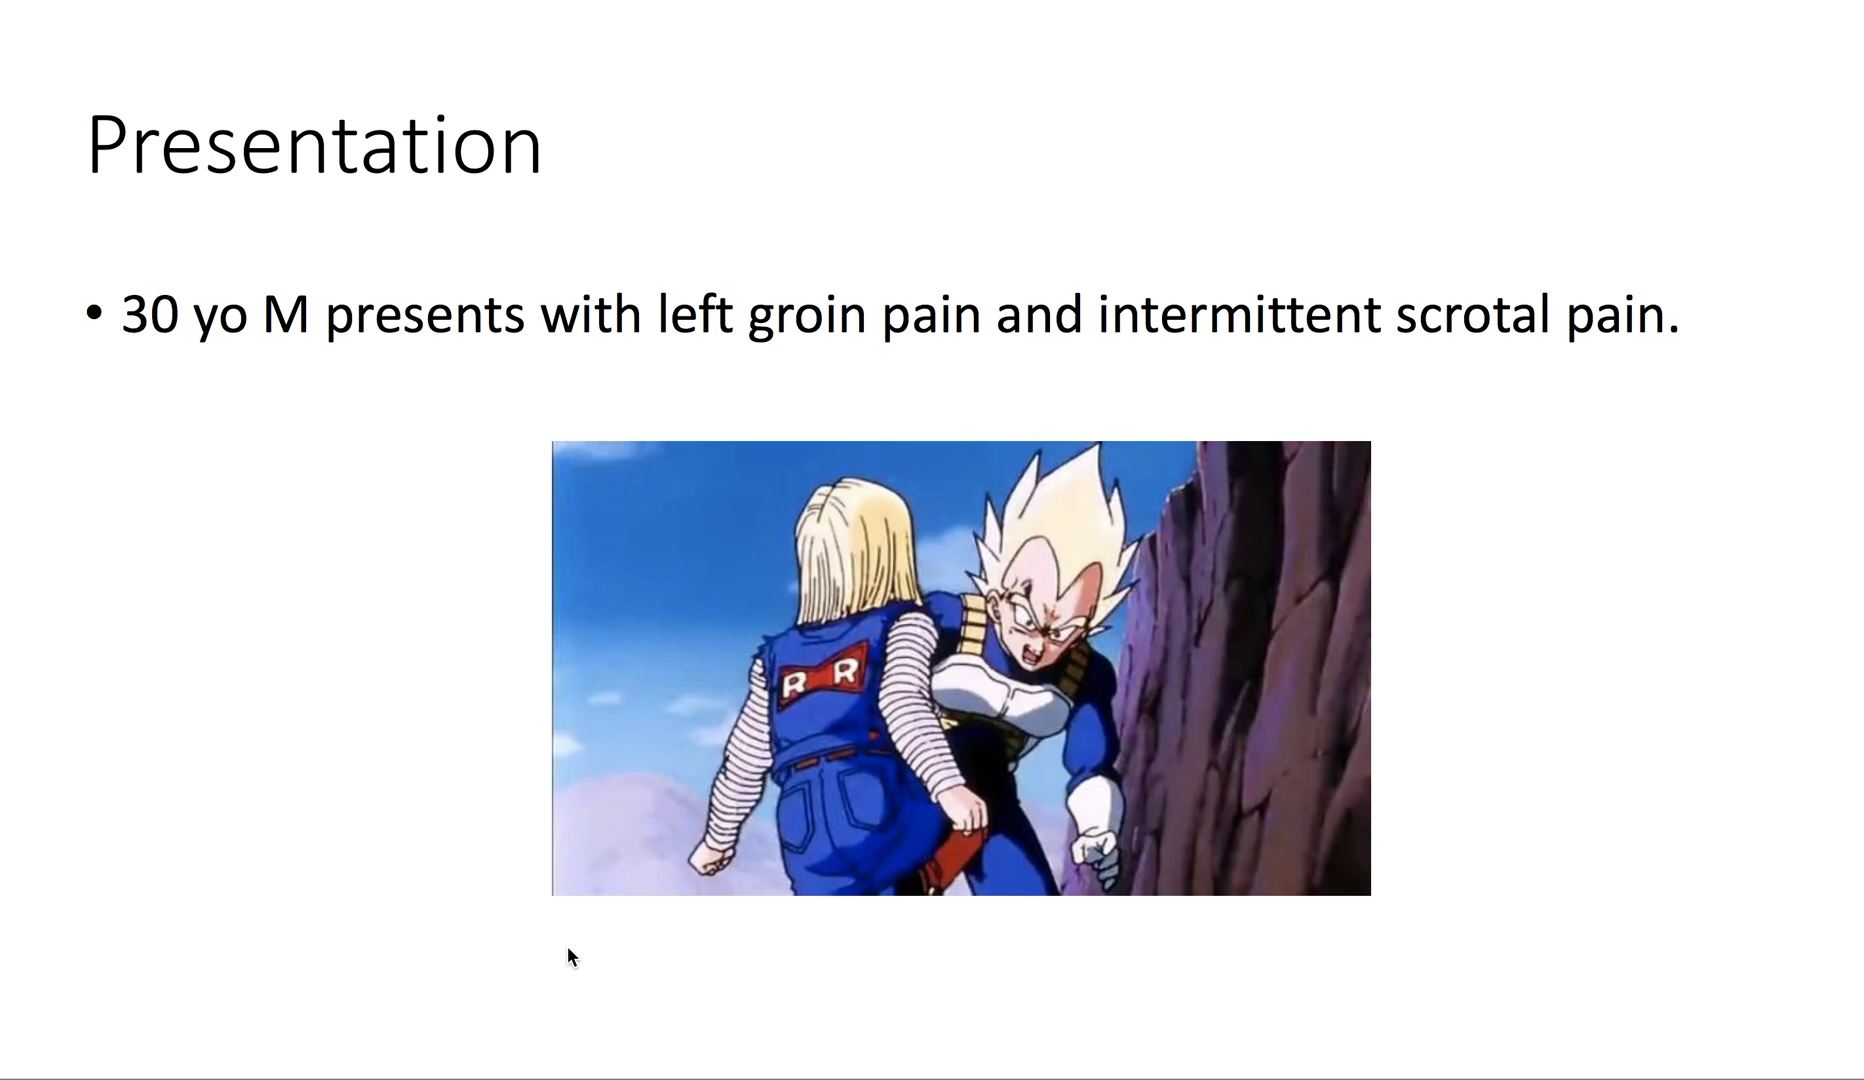 Presentation
• 30 yo M presents with left groin pain and intermittent scrotal pain.
R R